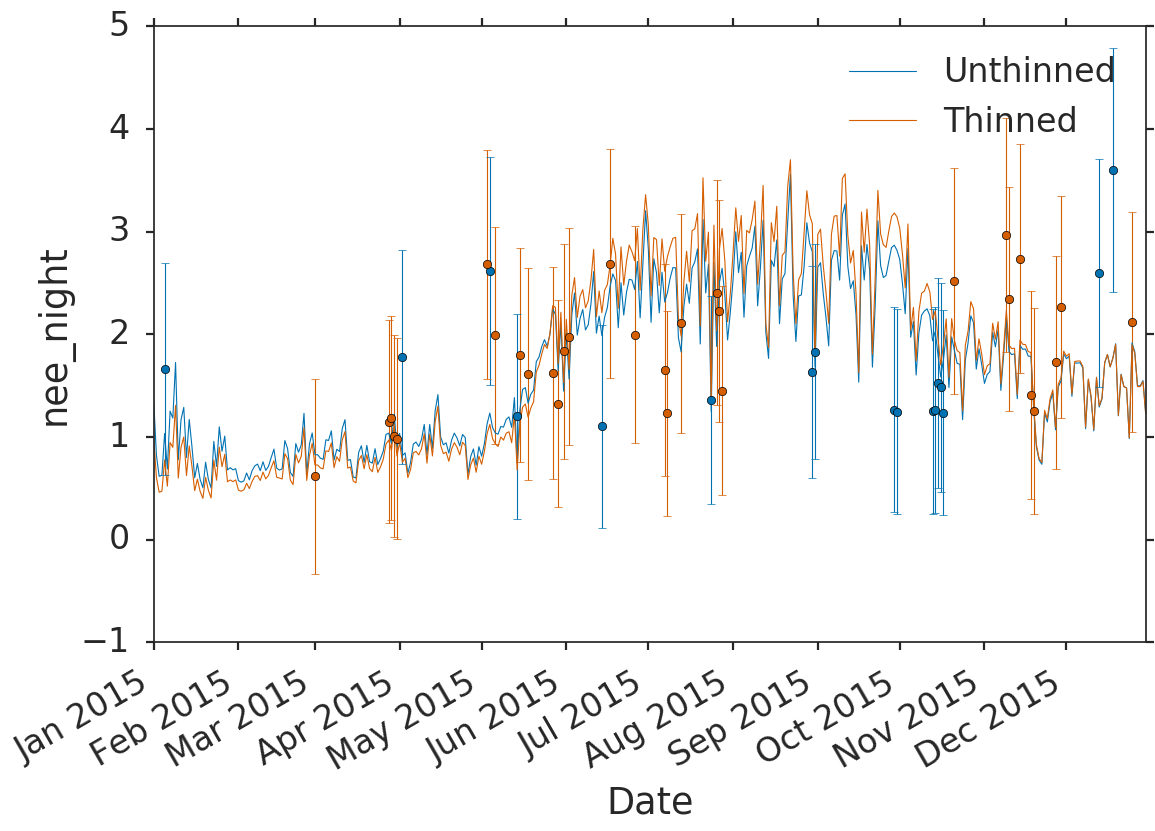 5
4
3
2
1
0
−1
nee_night
Unthinned
Thinned
Jan 2015
Feb 2015
Mar 2015
Apr 2015
May 2015
Jun 2015
Jul 2015
Aug 2015
Sep 2015
Oct 2015
Nov 2015
Dec 2015
Date